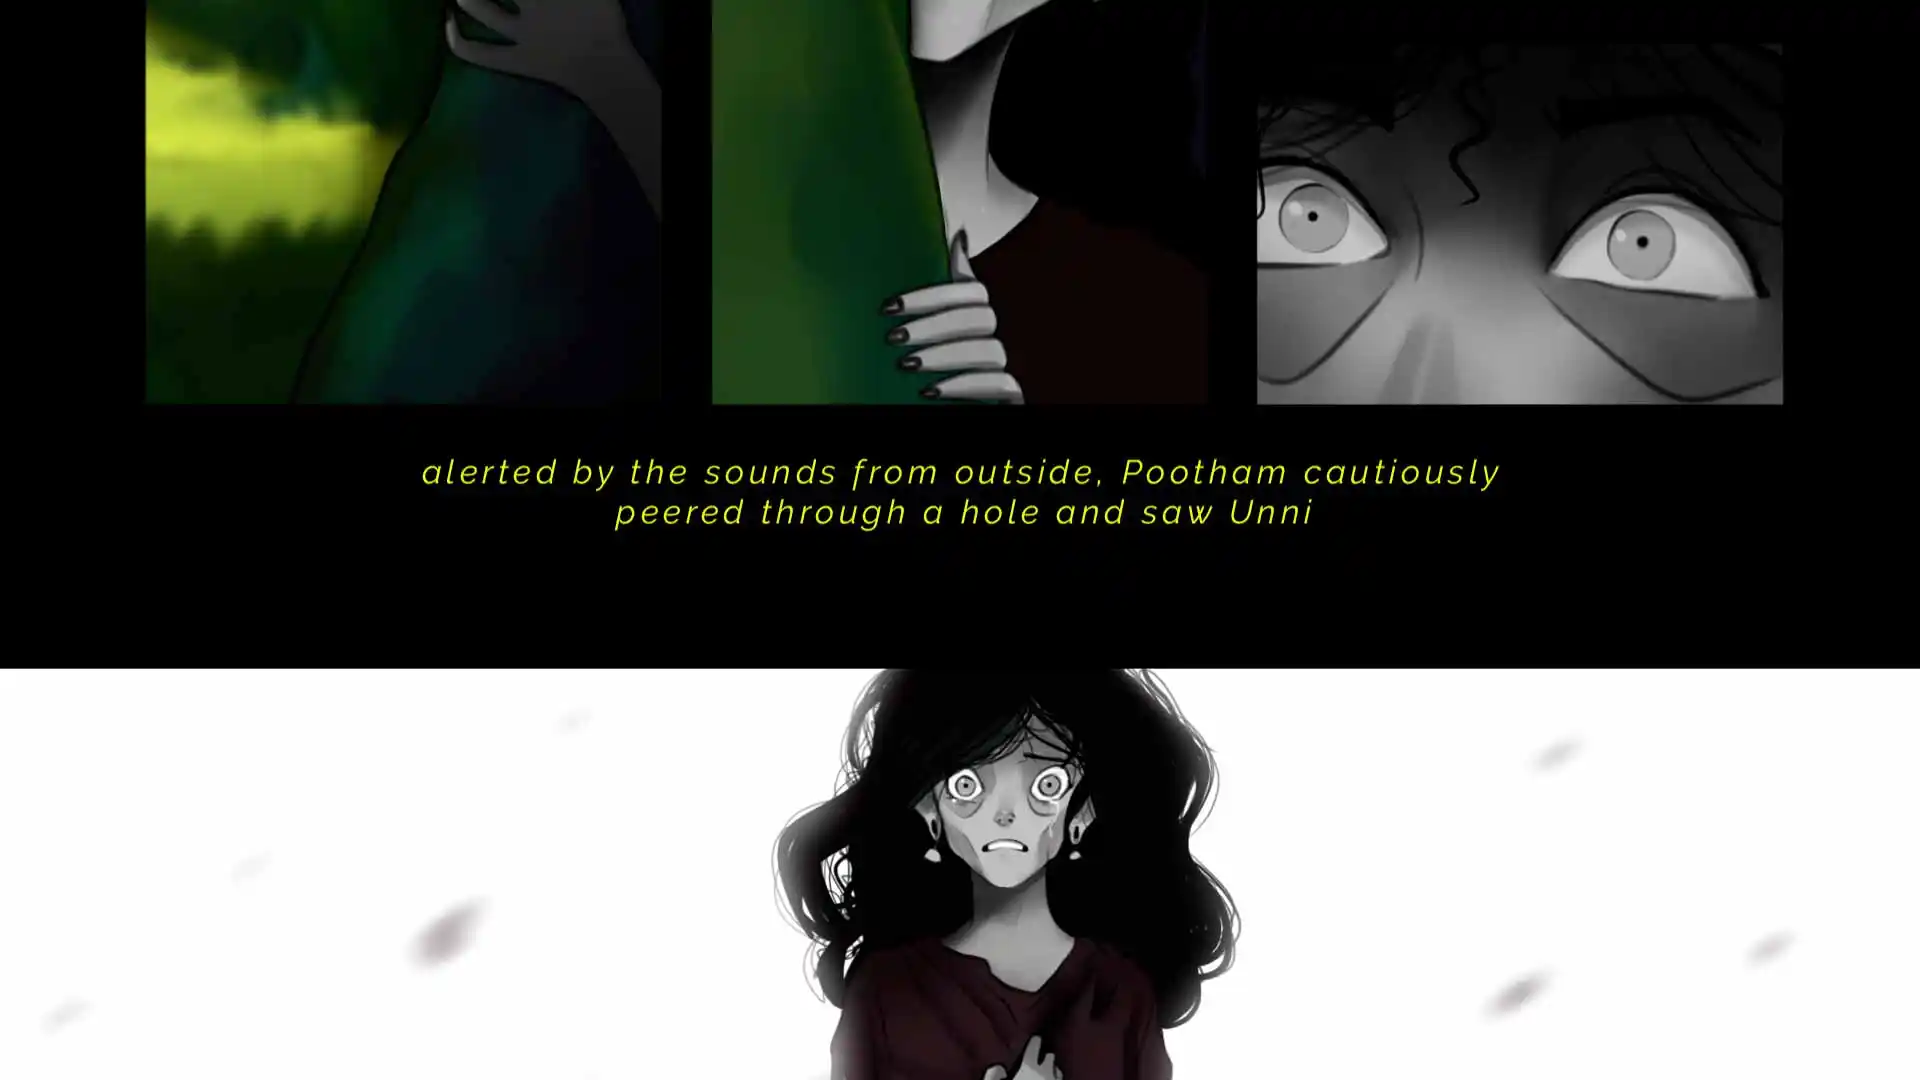 alerted by the sounds from outside, Pootham cautiously
peered through a hole and saw Unni